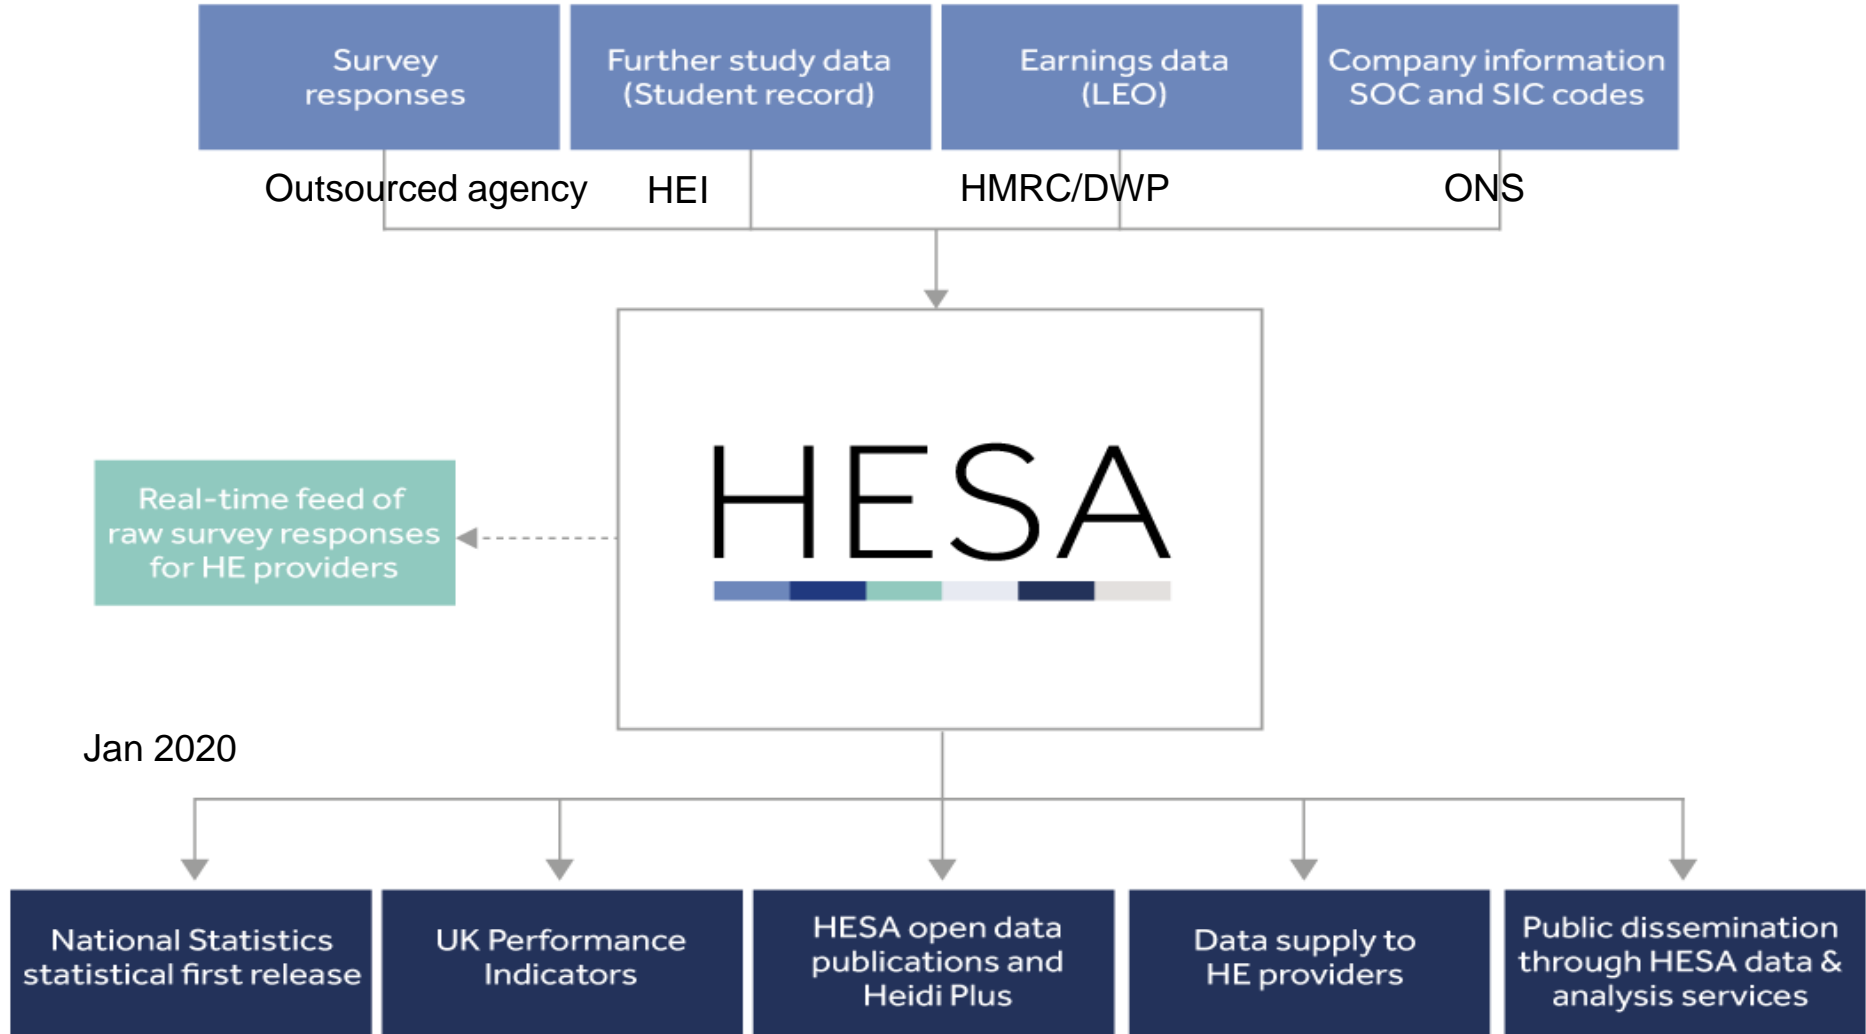 Survey
responses
Further study data
(Student record)
Earnings data
(LEO)
Company information
SOC and SIC codes
Outsourced agency
HEI
HMRC/DWP
ONS
HESA
Real-time feed of
raw survey responses
for HE providers
Jan 2020
National Statistics
statistical first release
UK Performance
Indicators
HESA open data
publications and
Heidi Plus
Data supply to
HE providers
Public dissemination
through HESA data &
analysis services